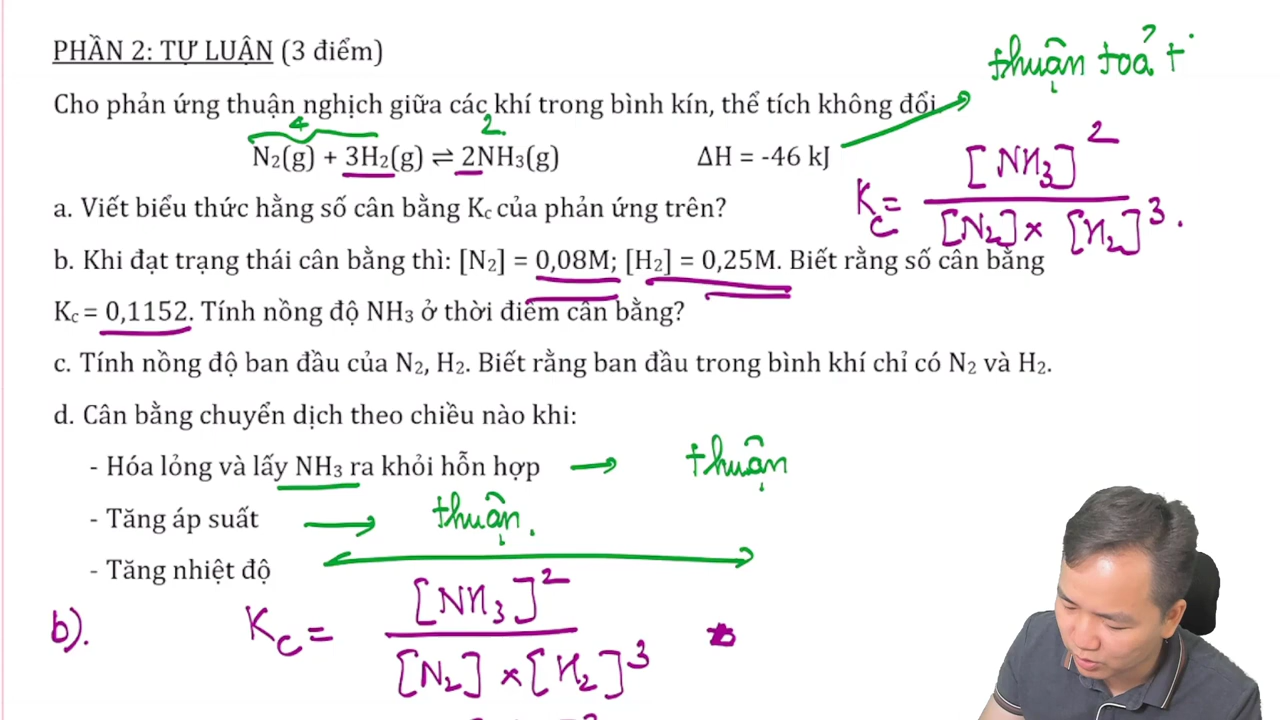 PHẦN 2: TỰ LUẬN (3 điểm)
thuận toả t
Cho phản ứng thuận nghịch giữa các khí trong bình kín, thể tích không đổi
4 2
N₂(g) + 3H₂(g) ⇌ 2NH₃(g) ΔH = -46 kJ
K_C = [NH₃]² / [N₂] × [H₂]³.
a. Viết biểu thức hằng số cân bằng K_c của phản ứng trên?
b. Khi đạt trạng thái cân bằng thì: [N₂] = 0,08M; [H₂] = 0,25M. Biết rằng số cân bằng
K_c = 0,1152. Tính nồng độ NH₃ ở thời điểm cân bằng?
c. Tính nồng độ ban đầu của N₂, H₂. Biết rằng ban đầu trong bình khí chỉ có N₂ và H₂.
d. Cân bằng chuyển dịch theo chiều nào khi:
- Hóa lỏng và lấy NH₃ ra khỏi hỗn hợp → thuận
- Tăng áp suất → thuận.
- Tăng nhiệt độ
b). K_C = [NH₃]² / [N₂] × [H₂]³